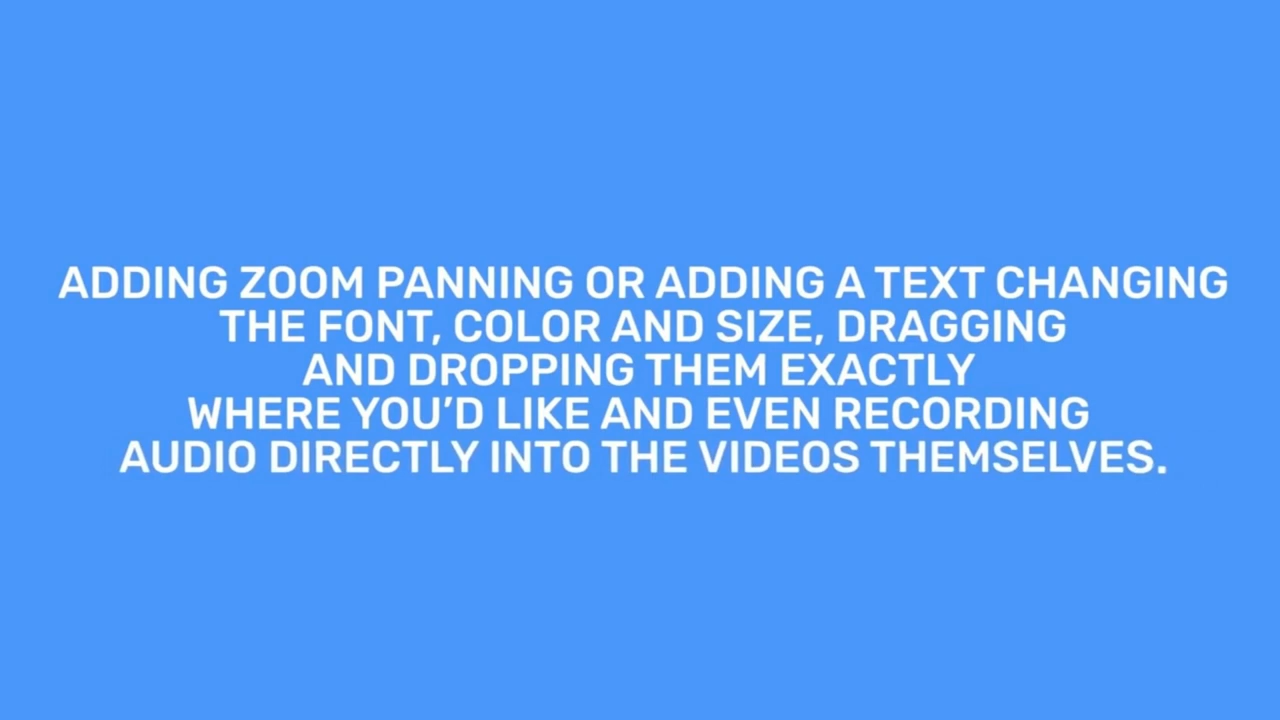 ADDING ZOOM PANNING OR ADDING A TEXT CHANGING
THE FONT, COLOR AND SIZE, DRAGGING
AND DROPPING THEM EXACTLY
WHERE YOU’D LIKE AND EVEN RECORDING
AUDIO DIRECTLY INTO THE VIDEOS THEMSELVES.